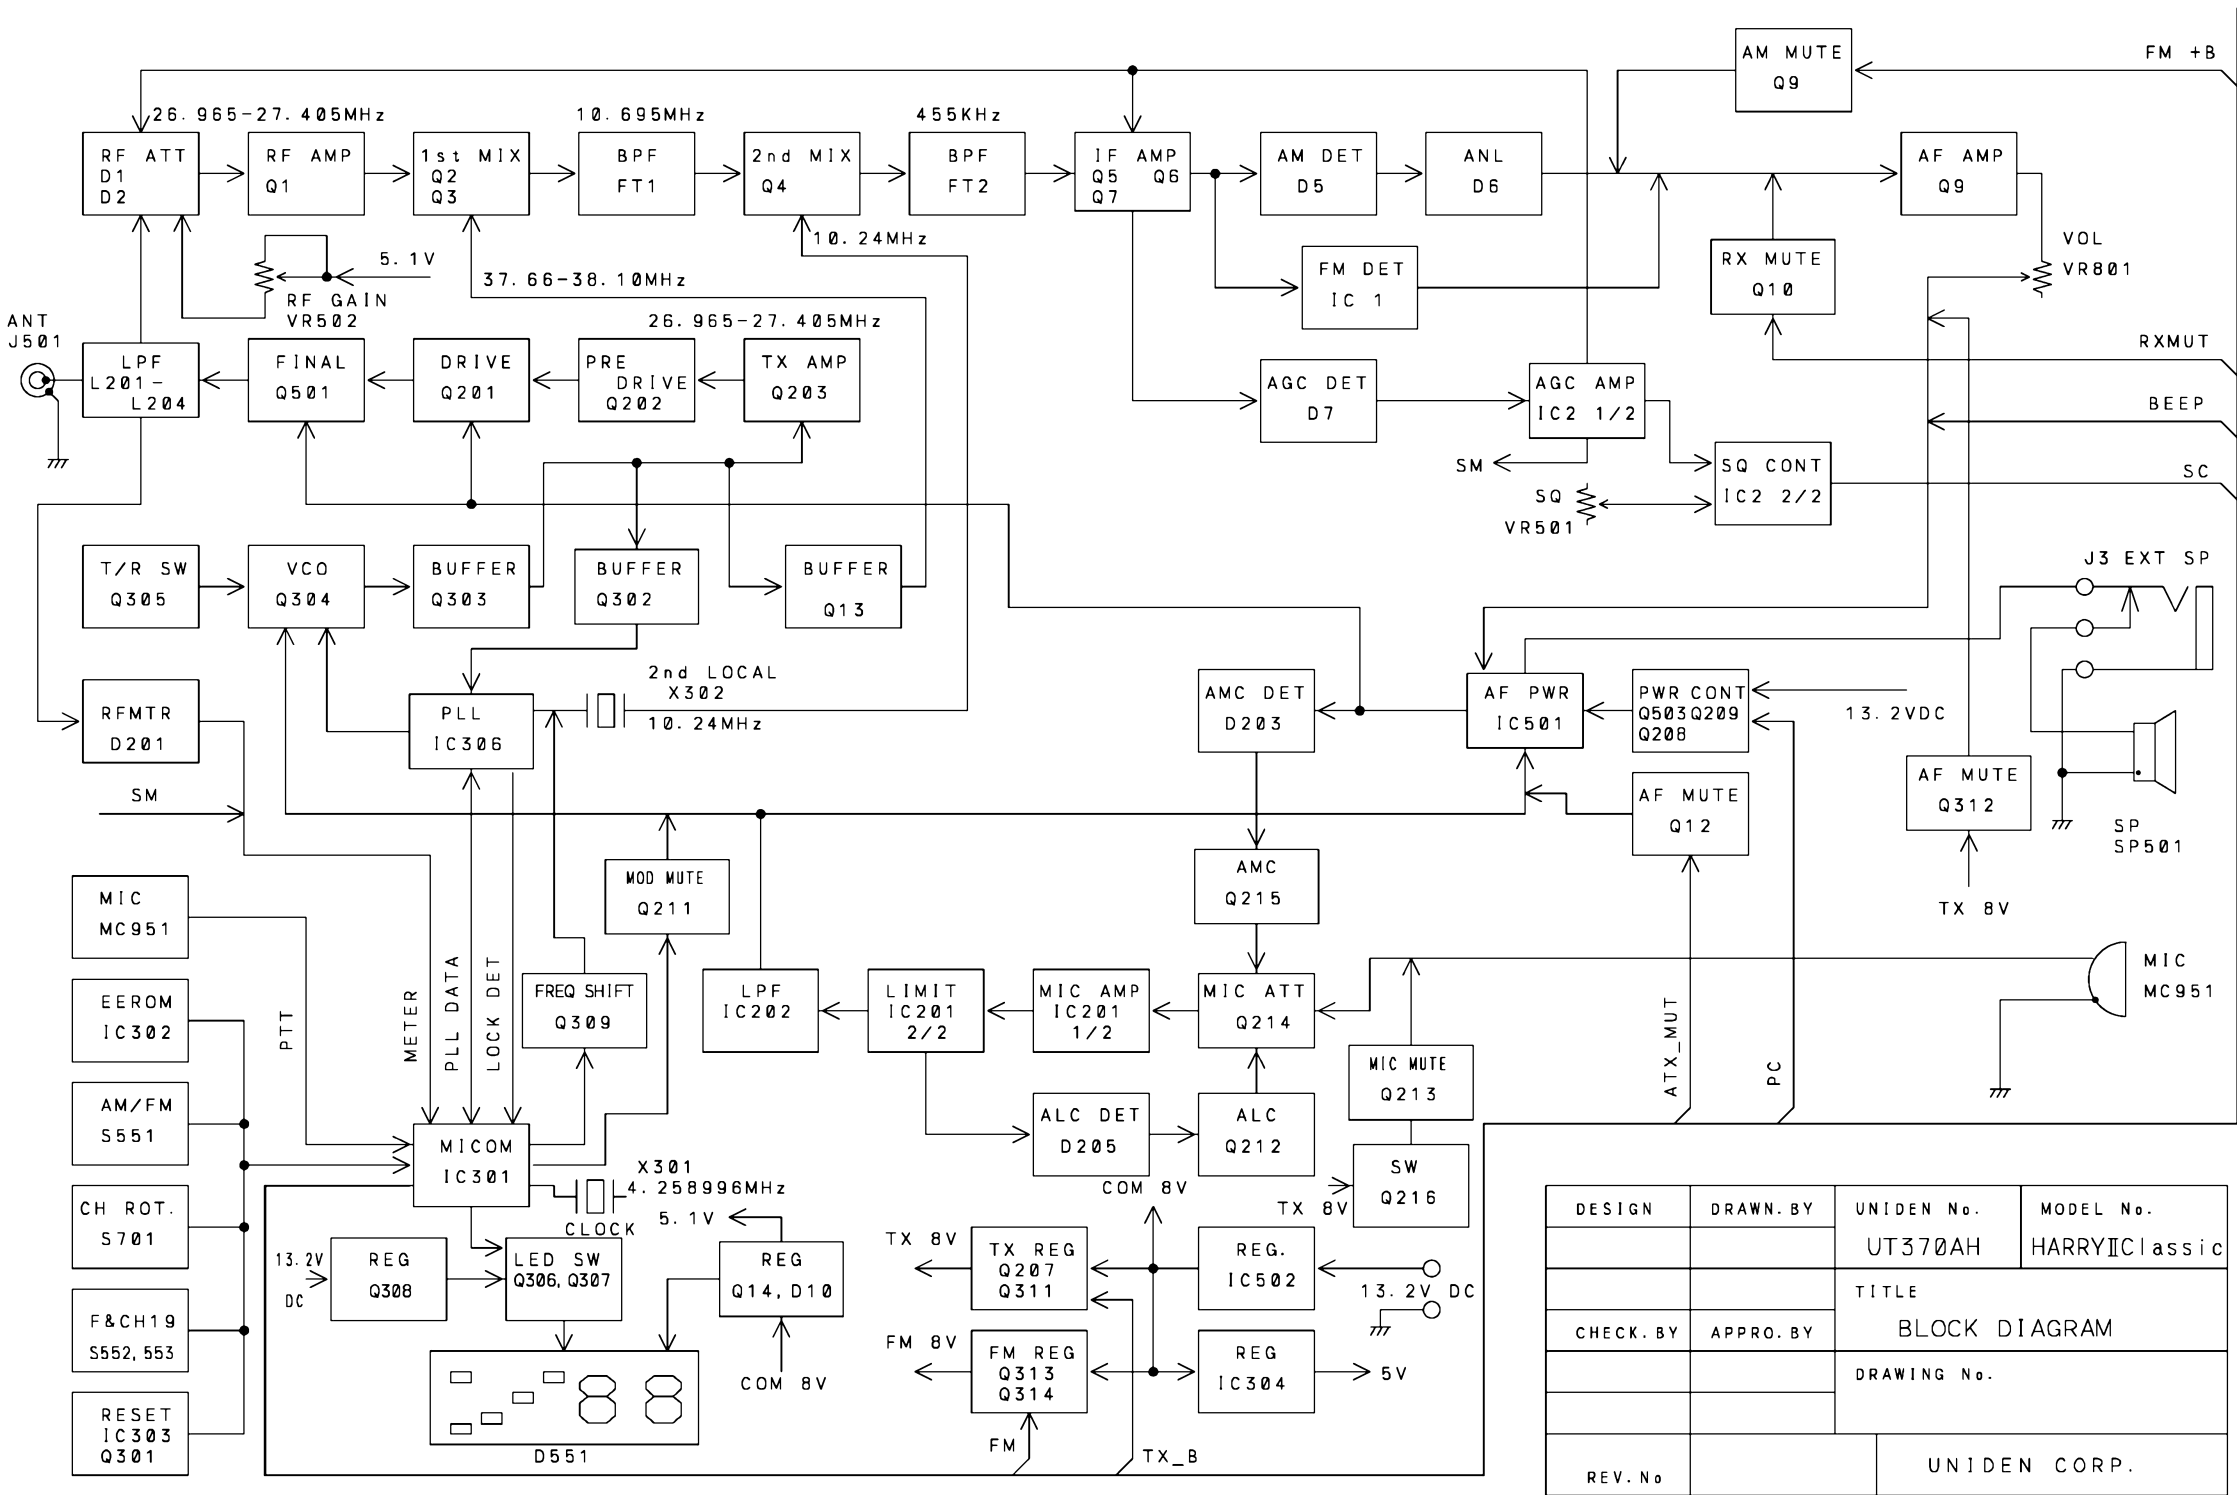 AM MUTE
Q9
FM +B
26.965-27.405MHz
10.695MHz
455KHz
RF ATT
D1
D2
RF AMP
Q1
1st MIX
Q2
Q3
BPF
FT1
2nd MIX
Q4
BPF
FT2
IF AMP
Q5 Q6
Q7
AM DET
D5
ANL
D6
AF AMP
Q9
10.24MHz
5.1V
37.66-38.10MHz
RF GAIN
VR502
FM DET
IC 1
RX MUTE
Q10
VOL
VR801
ANT
J501
26.965-27.405MHz
RXMUT
LPF
L201-
L204
FINAL
Q501
DRIVE
Q201
PRE
DRIVE
Q202
TX AMP
Q203
AGC DET
D7
AGC AMP
IC2 1/2
BEEP
SM
SQ
VR501
SQ CONT
IC2 2/2
SC
T/R SW
Q305
VCO
Q304
BUFFER
Q303
BUFFER
Q302
BUFFER
Q13
J3 EXT SP
2nd LOCAL
X302
10.24MHz
RFMTR
D201
PLL
IC306
AMC DET
D203
AF PWR
IC501
PWR CONT
Q503 Q209
Q208
13.2VDC
SM
AF MUTE
Q12
AF MUTE
Q312
SP
SP501
TX 8V
MOD MUTE
Q211
AMC
Q215
MIC
MC951
EEROM
IC302
PTT
METER
PLL DATA
LOCK DET
FREQ SHIFT
Q309
LPF
IC202
LIMIT
IC201
2/2
MIC AMP
IC201
1/2
MIC ATT
Q214
MIC
MC951
ATX_MUT
PC
MIC MUTE
Q213
AM/FM
S551
MICOM
IC301
ALC DET
D205
ALC
Q212
SW
Q216
TX 8V
X301
4.258996MHz
CLOCK
CH ROT.
S701
5.1V
COM 8V
13.2V
DC
REG
Q308
LED SW
Q306,Q307
REG
Q14,D10
TX 8V
TX REG
Q207
Q311
REG.
IC502
13.2V DC
F&CH19
S552,553
COM 8V
FM 8V
FM REG
Q313
Q314
REG
IC304
5V
RESET
IC303
Q301
D551
FM
TX_B
DESIGN
DRAWN.BY
UNIDEN No.
UT370AH
MODEL No.
HARRYⅡClassic
TITLE
BLOCK DIAGRAM
CHECK.BY
APPRO.BY
DRAWING No.
REV.No
UNIDEN CORP.